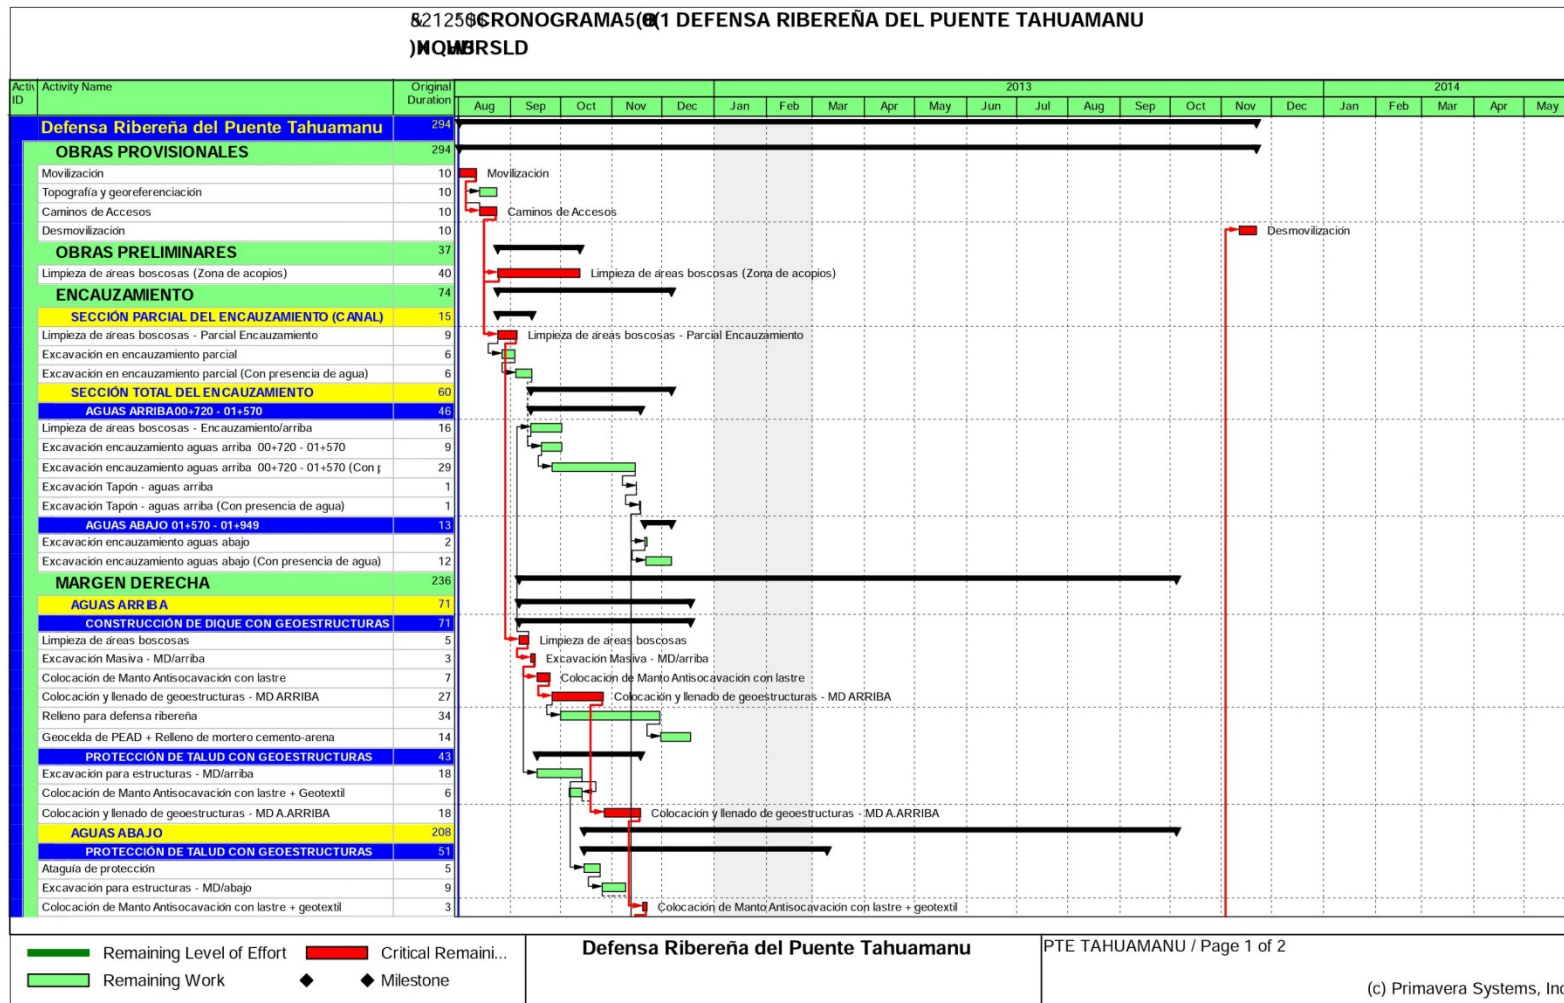 CRONOGRAMA DEFENSA RIBEREÑA DEL PUENTE TAHUAMANU
Activ ID Activity Name Original Duration 2013 2014
Aug Sep Oct Nov Dec Jan Feb Mar Apr May Jun Jul Aug Sep Oct Nov Dec Jan Feb Mar Apr May
Defensa Ribereña del Puente Tahuamanu 294
OBRAS PROVISIONALES 294
Movilización 10 Movilización
Topografía y georeferenciación 10
Caminos de Accesos 10 Caminos de Accesos
Desmovilización 10 Desmovilización
OBRAS PRELIMINARES 37
Limpieza de áreas boscosas (Zona de acopios) 40 Limpieza de áreas boscosas (Zona de acopios)
ENCAUZAMIENTO 74
SECCIÓN PARCIAL DEL ENCAUZAMIENTO (CANAL) 15
Limpieza de áreas boscosas - Parcial Encauzamiento 9 Limpieza de áreas boscosas - Parcial Encauzamiento
Excavación en encauzamiento parcial 6
Excavación en encauzamiento parcial (Con presencia de agua) 6
SECCIÓN TOTAL DEL ENCAUZAMIENTO 60
AGUAS ARRIBA00+720 - 01+570 46
Limpieza de áreas boscosas - Encauzamiento/arriba 16
Excavación encauzamiento aguas arriba 00+720 - 01+570 9
Excavación encauzamiento aguas arriba 00+720 - 01+570 (Con 29
Excavación Tapón - aguas arriba 1
Excavación Tapón - aguas arriba (Con presencia de agua) 1
AGUAS ABAJO 01+570 - 01+949 13
Excavación encauzamiento aguas abajo 2
Excavación encauzamiento aguas abajo (Con presencia de agua) 12
MARGEN DERECHA 236
AGUAS ARRIBA 71
CONSTRUCCIÓN DE DIQUE CON GEOESTRUCTURAS 71
Limpieza de áreas boscosas 5 Limpieza de áreas boscosas
Excavación Masiva - MD/arriba 3 Excavación Masiva - MD/arriba
Colocación de Manto Antisocavación con lastre 7 Colocación de Manto Antisocavación con lastre
Colocación y llenado de geoestructuras - MD ARRIBA 27 Colocación y llenado de geoestructuras - MD ARRIBA
Relleno para defensa ribereña 34
Geocelda de PEAD + Relleno de mortero cemento-arena 14
PROTECCIÓN DE TALUD CON GEOESTRUCTURAS 43
Excavación para estructuras - MD/arriba 18
Colocación de Manto Antisocavación con lastre + Geotextil 6
Colocación y llenado de geoestructuras - MD A.ARRIBA 18 Colocación y llenado de geoestructuras - MD A.ARRIBA
AGUAS ABAJO 208
PROTECCIÓN DE TALUD CON GEOESTRUCTURAS 51
Ataguía de protección 5
Excavación para estructuras - MD/abajo 9
Colocación de Manto Antisocavación con lastre + geotextil 3 Colocación de Manto Antisocavación con lastre + geotextil
Remaining Level of Effort Critical Remaini...
Remaining Work Milestone
Defensa Ribereña del Puente Tahuamanu
PTE TAHUAMANU / Page 1 of 2
(c) Primavera Systems, Inc